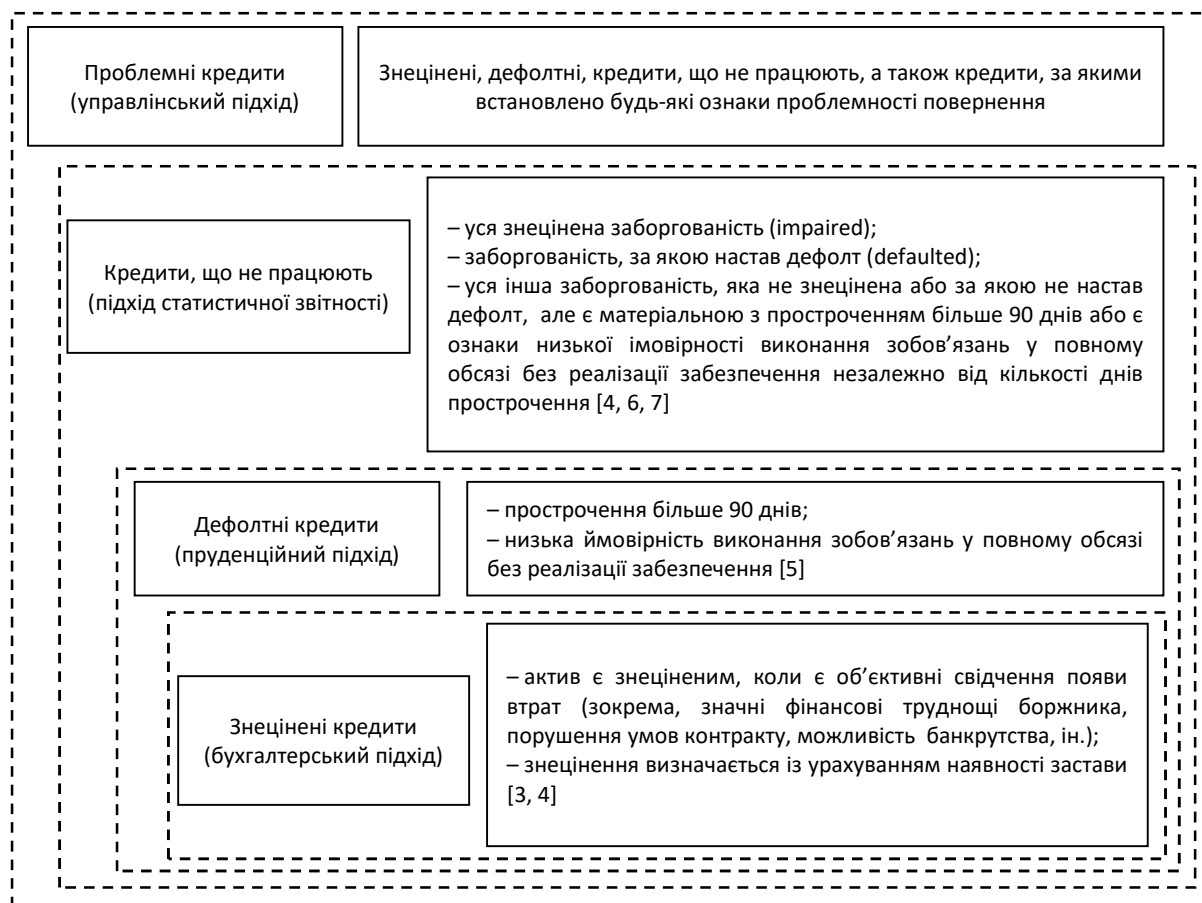 Проблемні кредити
(управлінський підхід)
Знецінені, дефолтні, кредити, що не працюють, а також кредити, за якими
встановлено будь-які ознаки проблемності повернення
Кредити, що не працюють
(підхід статистичної звітності)
– уся знецінена заборгованість (impaired);
– заборгованість, за якою настав дефолт (defaulted);
– уся інша заборгованість, яка не знецінена або за якою не настав
дефолт, але є матеріальною з простроченням більше 90 днів або є
ознаки низької імовірності виконання зобов’язань у повному
обсязі без реалізації забезпечення незалежно від кількості днів
прострочення [4, 6, 7]
Дефолтні кредити
(пруденційний підхід)
– прострочення більше 90 днів;
– низька ймовірність виконання зобов’язань у повному обсязі
без реалізації забезпечення [5]
Знецінені кредити
(бухгалтерський підхід)
– актив є знеціненим, коли є об’єктивні свідчення появи
втрат (зокрема, значні фінансові труднощі боржника,
порушення умов контракту, можливість банкрутства, ін.);
– знецінення визначається із урахуванням наявності застави
[3, 4]